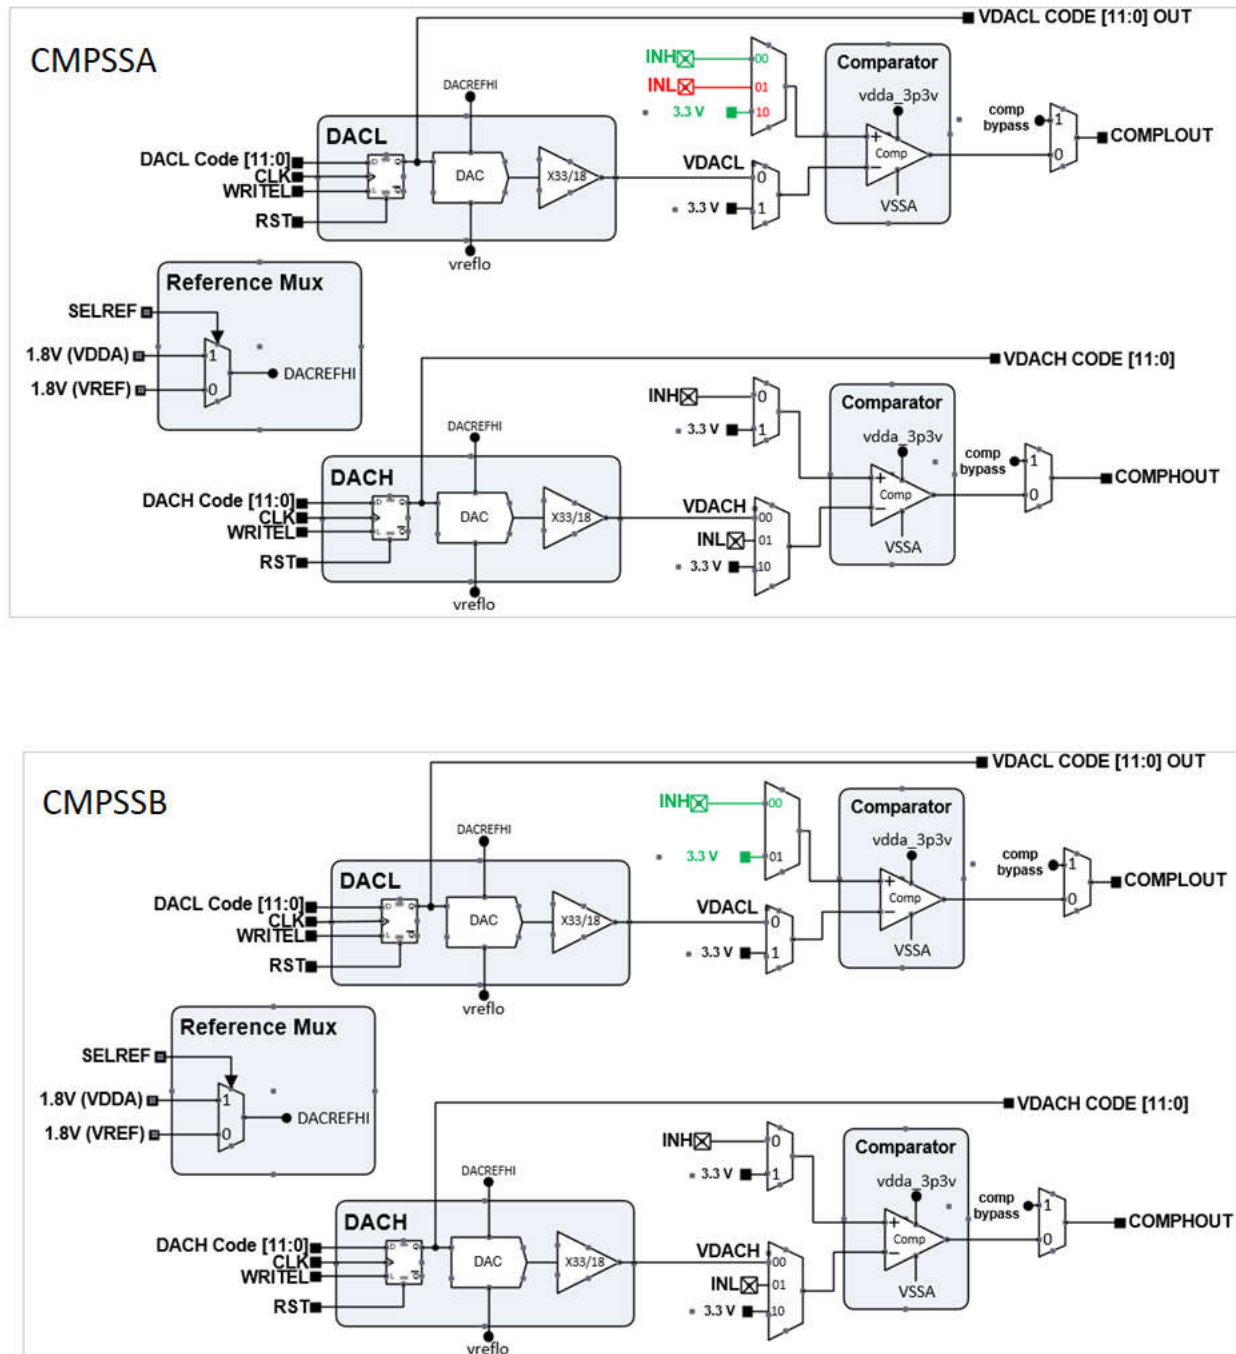 VDACL CODE [11:0] OUT
CMPSSA
INH
00
INL
01
3.3 V
10
Comparator
vdda_3p3v
comp
bypass
1
0
COMPLOUT
+
Comp
−
VSSA
DACREFHI
DACL
DACL Code [11:0]
CLK
WRITEL
RST
D
Q
L
Q
DAC
X33/18
VDACL
0
3.3 V
1
vreflo
Reference Mux
SELREF
1.8V (VDDA)
1
1.8V (VREF)
0
DACREFHI
VDACH CODE [11:0]
INH
0
3.3 V
1
Comparator
vdda_3p3v
comp
bypass
1
0
COMPHOUT
+
Comp
−
VSSA
DACREFHI
DACH
DACH Code [11:0]
CLK
WRITEL
RST
D
Q
L
Q
DAC
X33/18
VDACH
00
INL
01
3.3 V
10
vreflo
VDACL CODE [11:0] OUT
CMPSSB
INH
00
3.3 V
01
Comparator
vdda_3p3v
comp
bypass
1
0
COMPLOUT
+
Comp
−
VSSA
DACREFHI
DACL
DACL Code [11:0]
CLK
WRITEL
RST
D
Q
L
Q
DAC
X33/18
VDACL
0
3.3 V
1
vreflo
Reference Mux
SELREF
1.8V (VDDA)
1
1.8V (VREF)
0
DACREFHI
VDACH CODE [11:0]
INH
0
3.3 V
1
Comparator
vdda_3p3v
comp
bypass
1
0
COMPHOUT
+
Comp
−
VSSA
DACREFHI
DACH
DACH Code [11:0]
CLK
WRITEL
RST
D
Q
L
Q
DAC
X33/18
VDACH
00
INL
01
3.3 V
10
vreflo